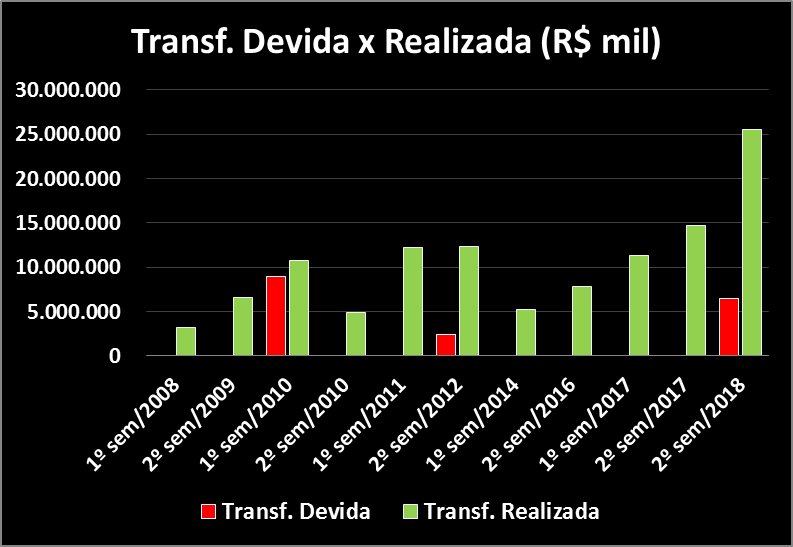 Transf. Devida x Realizada (R$ mil)
30.000.000
25.000.000
20.000.000
15.000.000
10.000.000
5.000.000
0
1º sem/2008
2º sem/2009
1º sem/2010
2º sem/2010
1º sem/2011
2º sem/2012
1º sem/2014
2º sem/2016
1º sem/2017
2º sem/2017
2º sem/2018
Transf. Devida
Transf. Realizada